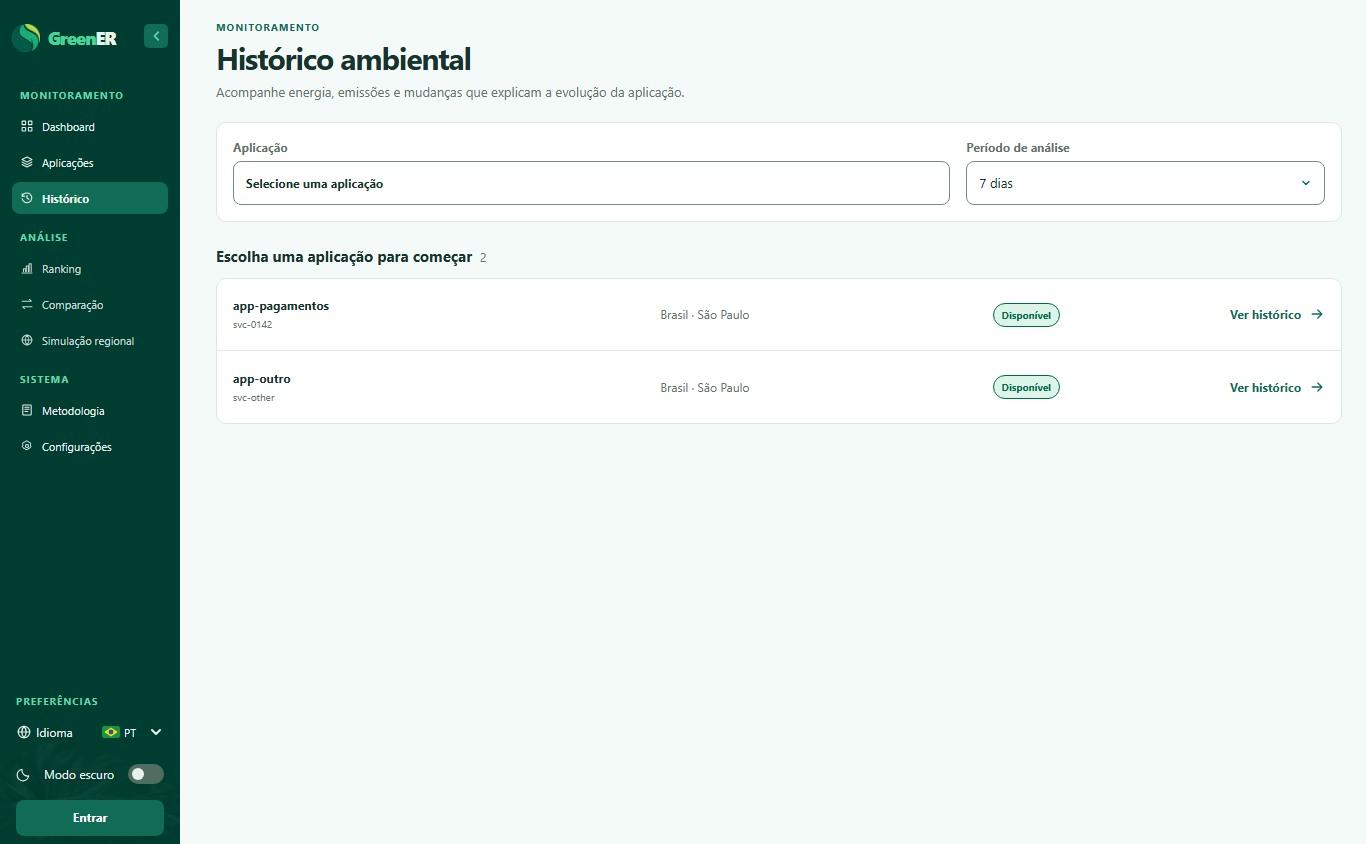 GreenER
MONITORAMENTO
Dashboard
Aplicações
Histórico
ANÁLISE
Ranking
Comparação
Simulação regional
SISTEMA
Metodologia
Configurações
PREFERÊNCIAS
Idioma
PT
Modo escuro
Entrar
MONITORAMENTO
Histórico ambiental
Acompanhe energia, emissões e mudanças que explicam a evolução da aplicação.
Aplicação
Selecione uma aplicação
Período de análise
7 dias
Escolha uma aplicação para começar 2
app-pagamentos
svc-0142
Brasil · São Paulo
Disponível
Ver histórico →
app-outro
svc-other
Brasil · São Paulo
Disponível
Ver histórico →